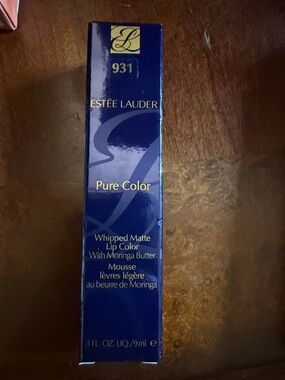 931
ESTĒE LAUDER
Pure Color
Whipped Matte
Lip Color
With Moringa Butter
Mousse
lèvres légère
au beurre de Moringa
.3 FL. OZ. LIQ./9 ml ℮